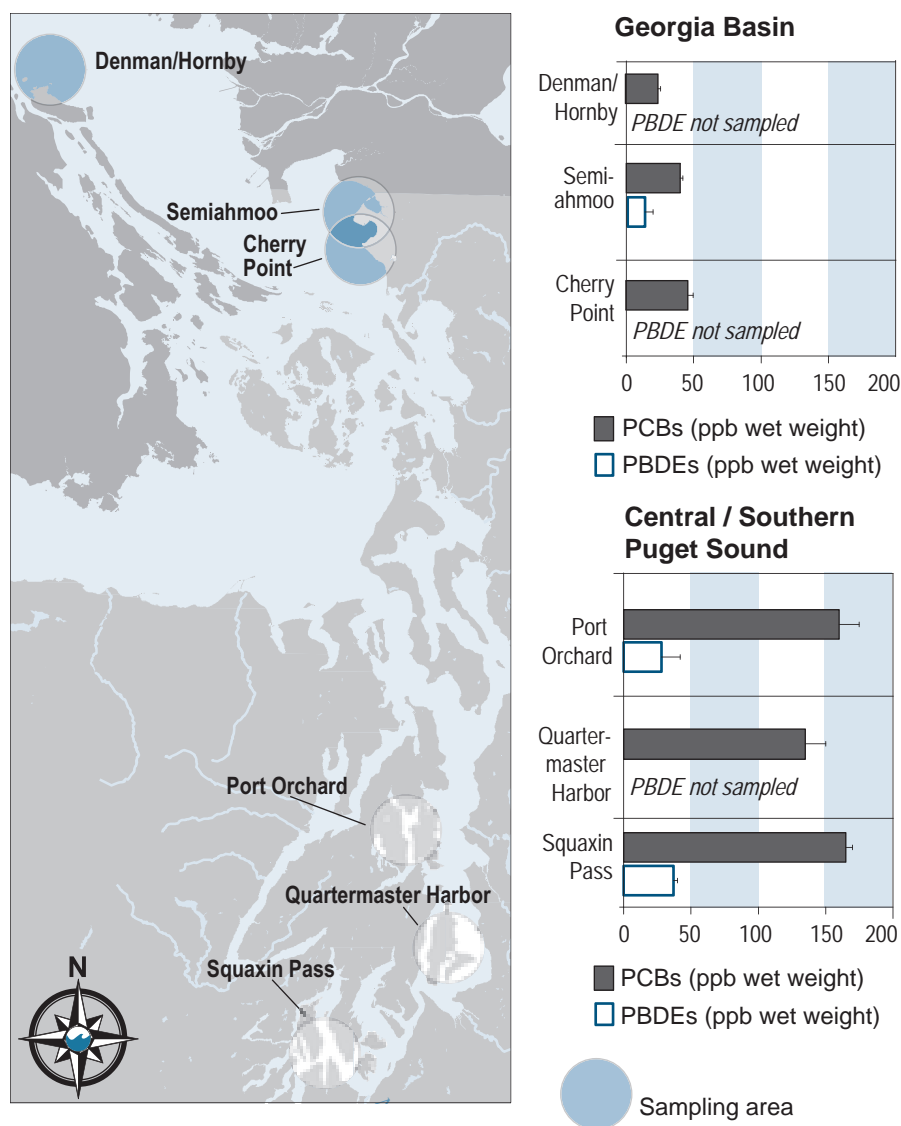 Denman/Hornby
Semiahmoo
Cherry
Point
Port Orchard
Quartermaster Harbor
Squaxin Pass
N
Georgia Basin
Denman/
Hornby
PBDE not sampled
Semi-
ahmoo
Cherry
Point
PBDE not sampled
0 50 100 150 200
PCBs (ppb wet weight)
PBDEs (ppb wet weight)
Central / Southern
Puget Sound
Port
Orchard
Quarter-
master
Harbor
PBDE not sampled
Squaxin
Pass
0 50 100 150 200
PCBs (ppb wet weight)
PBDEs (ppb wet weight)
Sampling area